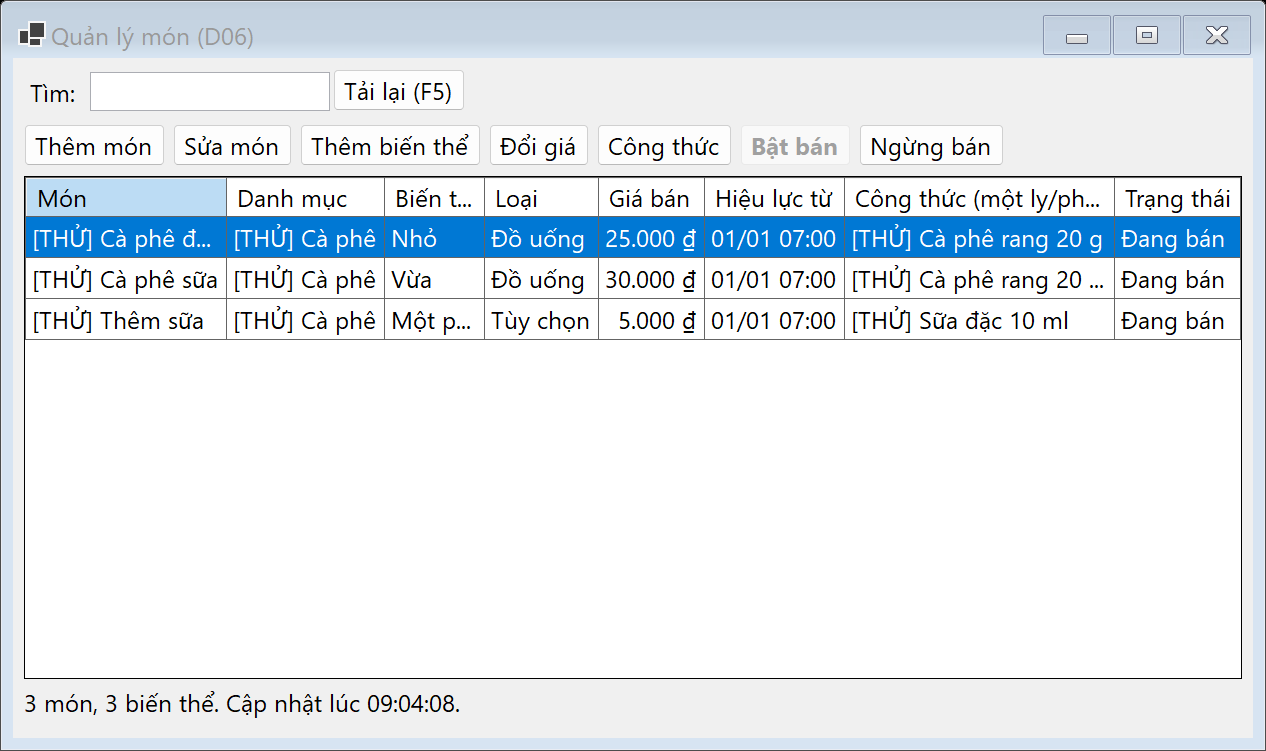 Quản lý món (D06)
Tìm: Tải lại (F5)
Thêm món Sửa món Thêm biến thể Đổi giá Công thức Bật bán Ngừng bán
Món Danh mục Biến t... Loại Giá bán Hiệu lực từ Công thức (một ly/ph... Trạng thái
[THỬ] Cà phê đ... [THỬ] Cà phê Nhỏ Đồ uống 25.000 ₫ 01/01 07:00 [THỬ] Cà phê rang 20 g Đang bán
[THỬ] Cà phê sữa [THỬ] Cà phê Vừa Đồ uống 30.000 ₫ 01/01 07:00 [THỬ] Cà phê rang 20 ... Đang bán
[THỬ] Thêm sữa [THỬ] Cà phê Một p... Tùy chọn 5.000 ₫ 01/01 07:00 [THỬ] Sữa đặc 10 ml Đang bán
3 món, 3 biến thể. Cập nhật lúc 09:04:08.